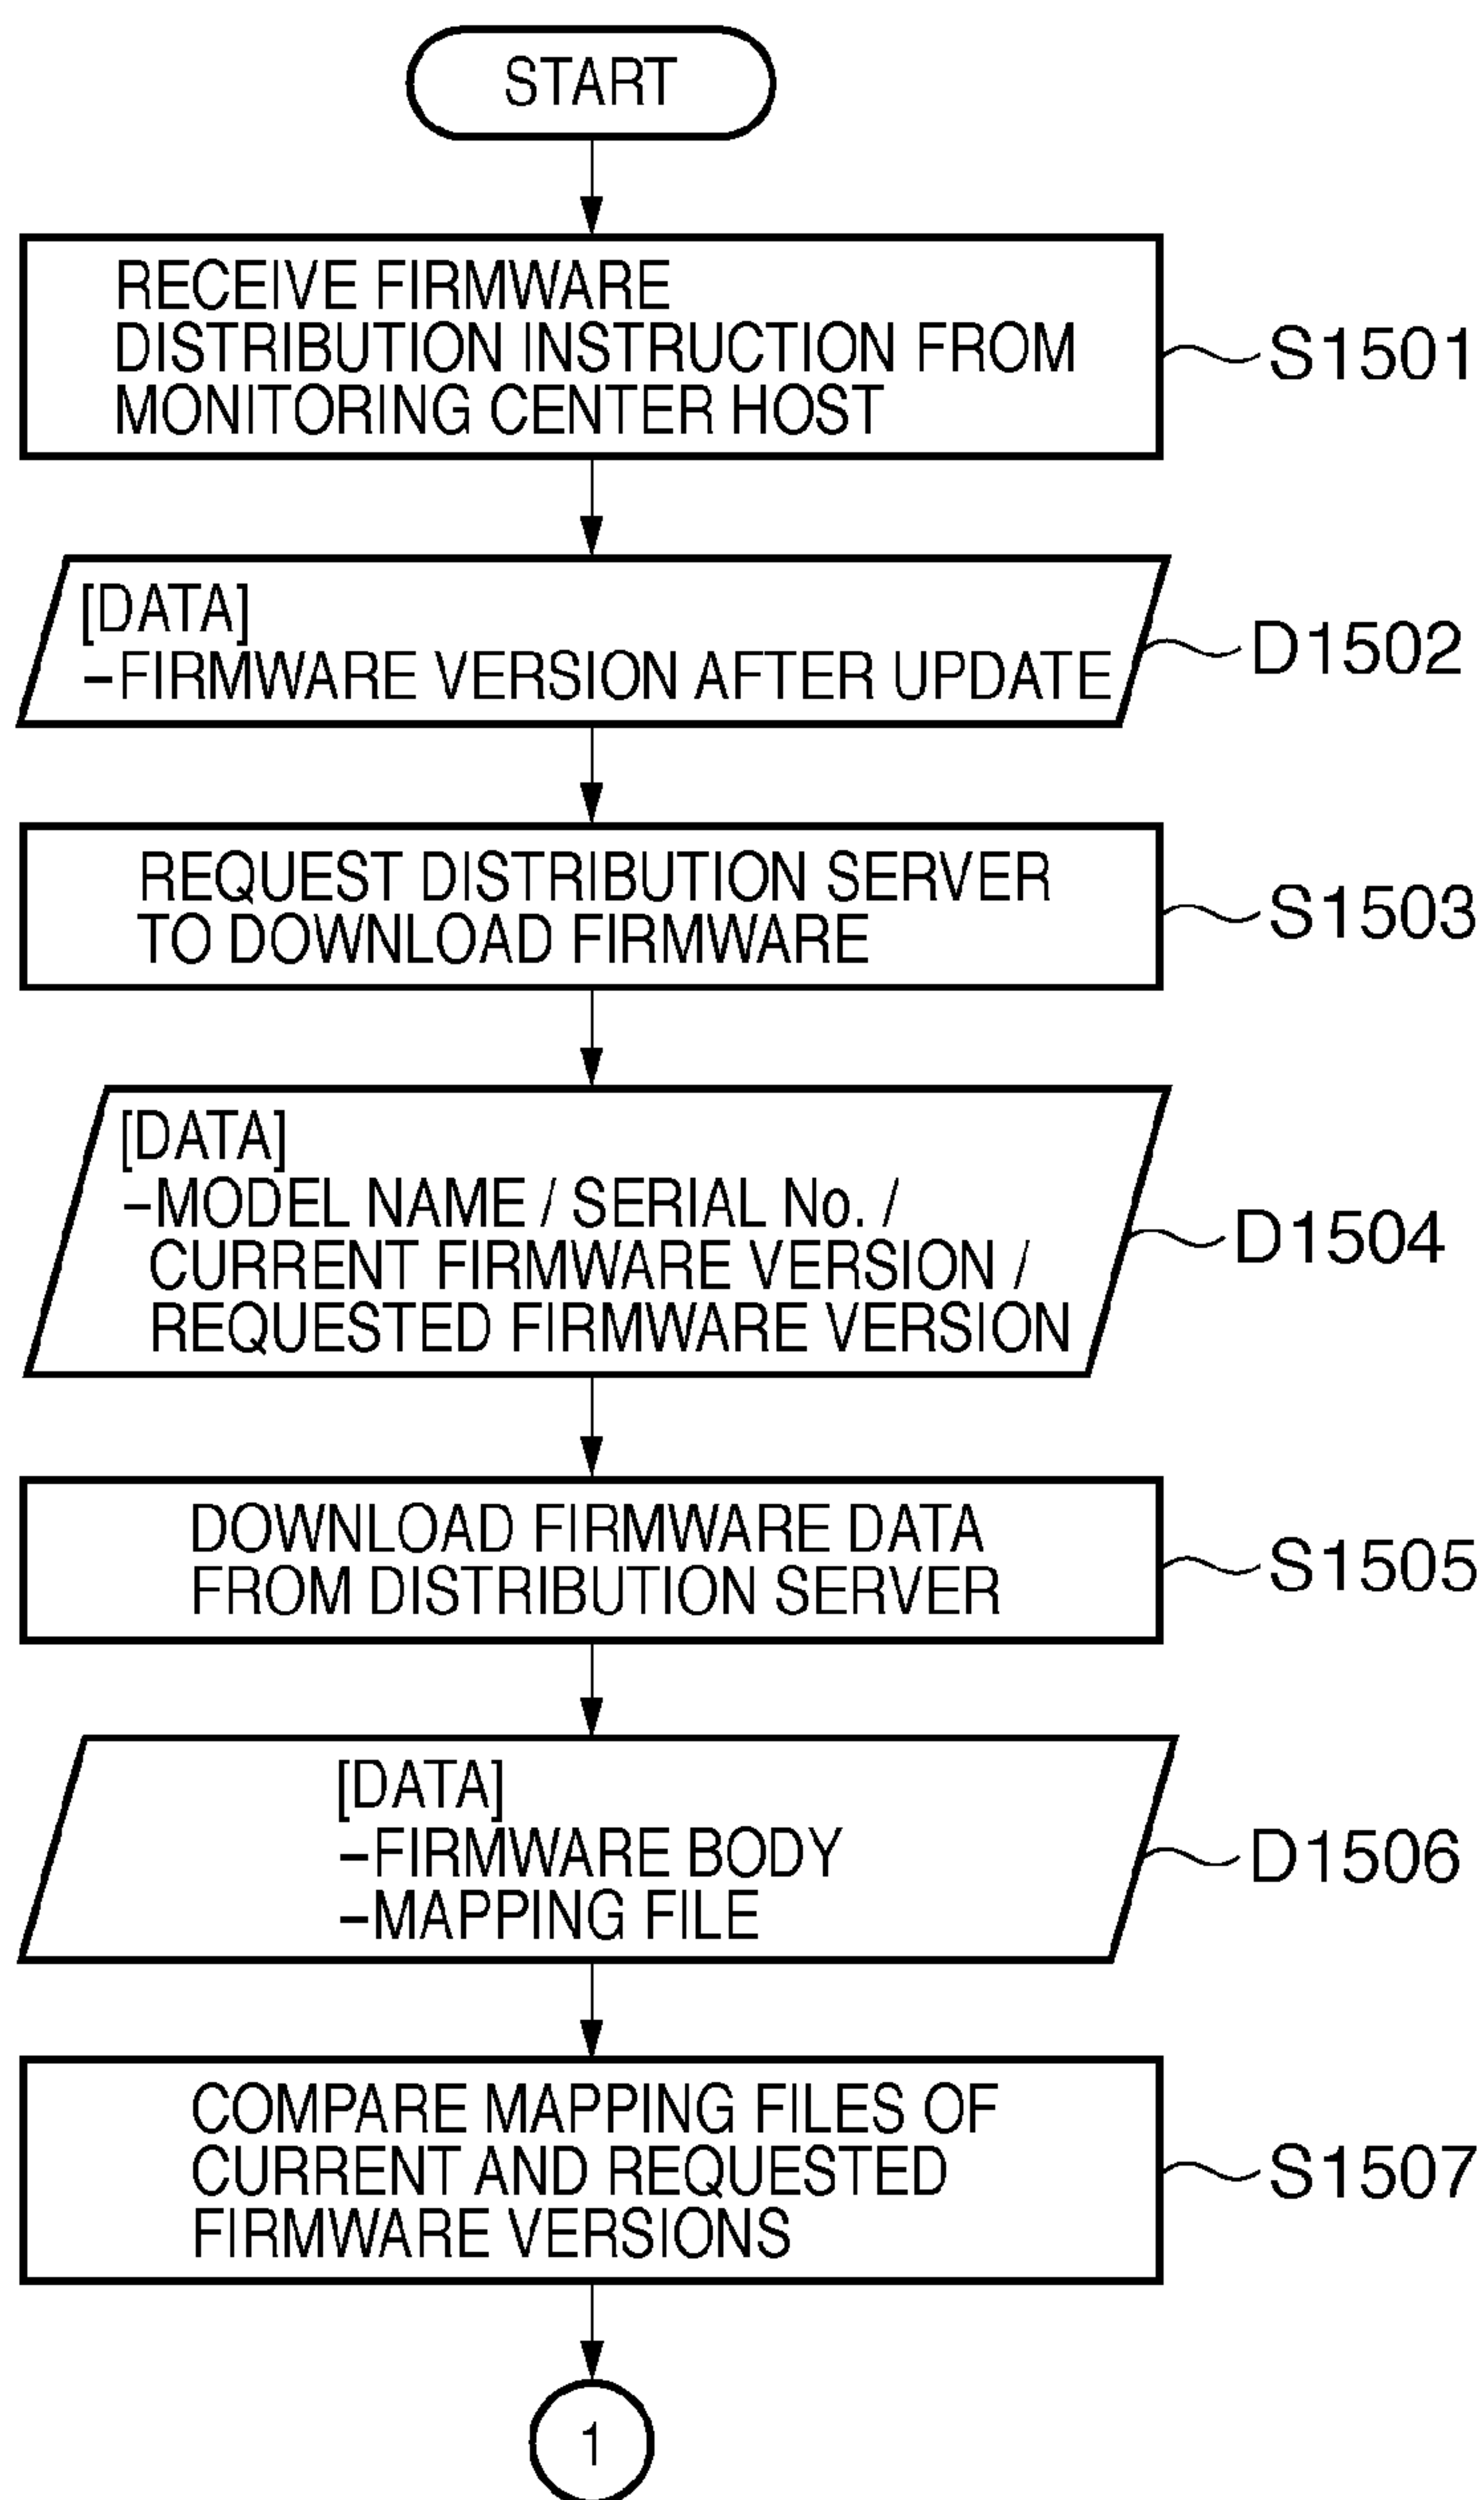 START
RECEIVE FIRMWARE
DISTRIBUTION INSTRUCTION FROM
MONITORING CENTER HOST
S1501
[DATA]
-FIRMWARE VERSION AFTER UPDATE
D1502
REQUEST DISTRIBUTION SERVER
TO DOWNLOAD FIRMWARE
S1503
[DATA]
-MODEL NAME / SERIAL No. /
CURRENT FIRMWARE VERSION /
REQUESTED FIRMWARE VERSION
D1504
DOWNLOAD FIRMWARE DATA
FROM DISTRIBUTION SERVER
S1505
[DATA]
-FIRMWARE BODY
-MAPPING FILE
D1506
COMPARE MAPPING FILES OF
CURRENT AND REQUESTED
FIRMWARE VERSIONS
S1507
1